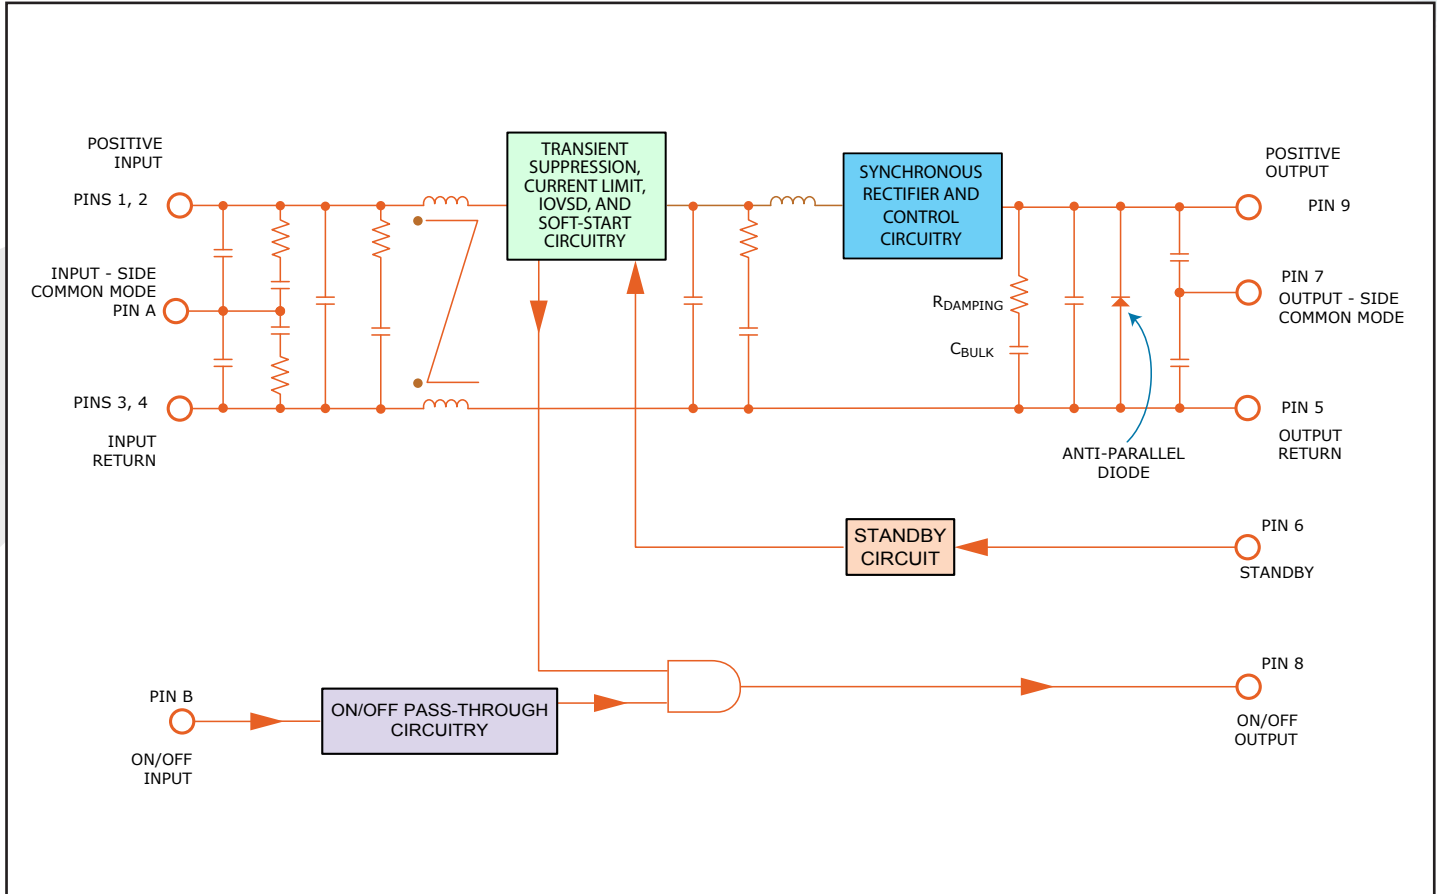 POSITIVE
INPUT
PINS 1, 2
INPUT - SIDE
COMMON MODE
PIN A
PINS 3, 4
INPUT
RETURN
TRANSIENT
SUPPRESSION,
CURRENT LIMIT,
IOVSD, AND
SOFT-START
CIRCUITRY
SYNCHRONOUS
RECTIFIER AND
CONTROL
CIRCUITRY
RDAMPING
CBULK
POSITIVE
OUTPUT
PIN 9
PIN 7
OUTPUT - SIDE
COMMON MODE
PIN 5
OUTPUT
RETURN
ANTI-PARALLEL
DIODE
STANDBY
CIRCUIT
PIN 6
STANDBY
PIN B
ON/OFF
INPUT
ON/OFF PASS-THROUGH
CIRCUITRY
PIN 8
ON/OFF
OUTPUT